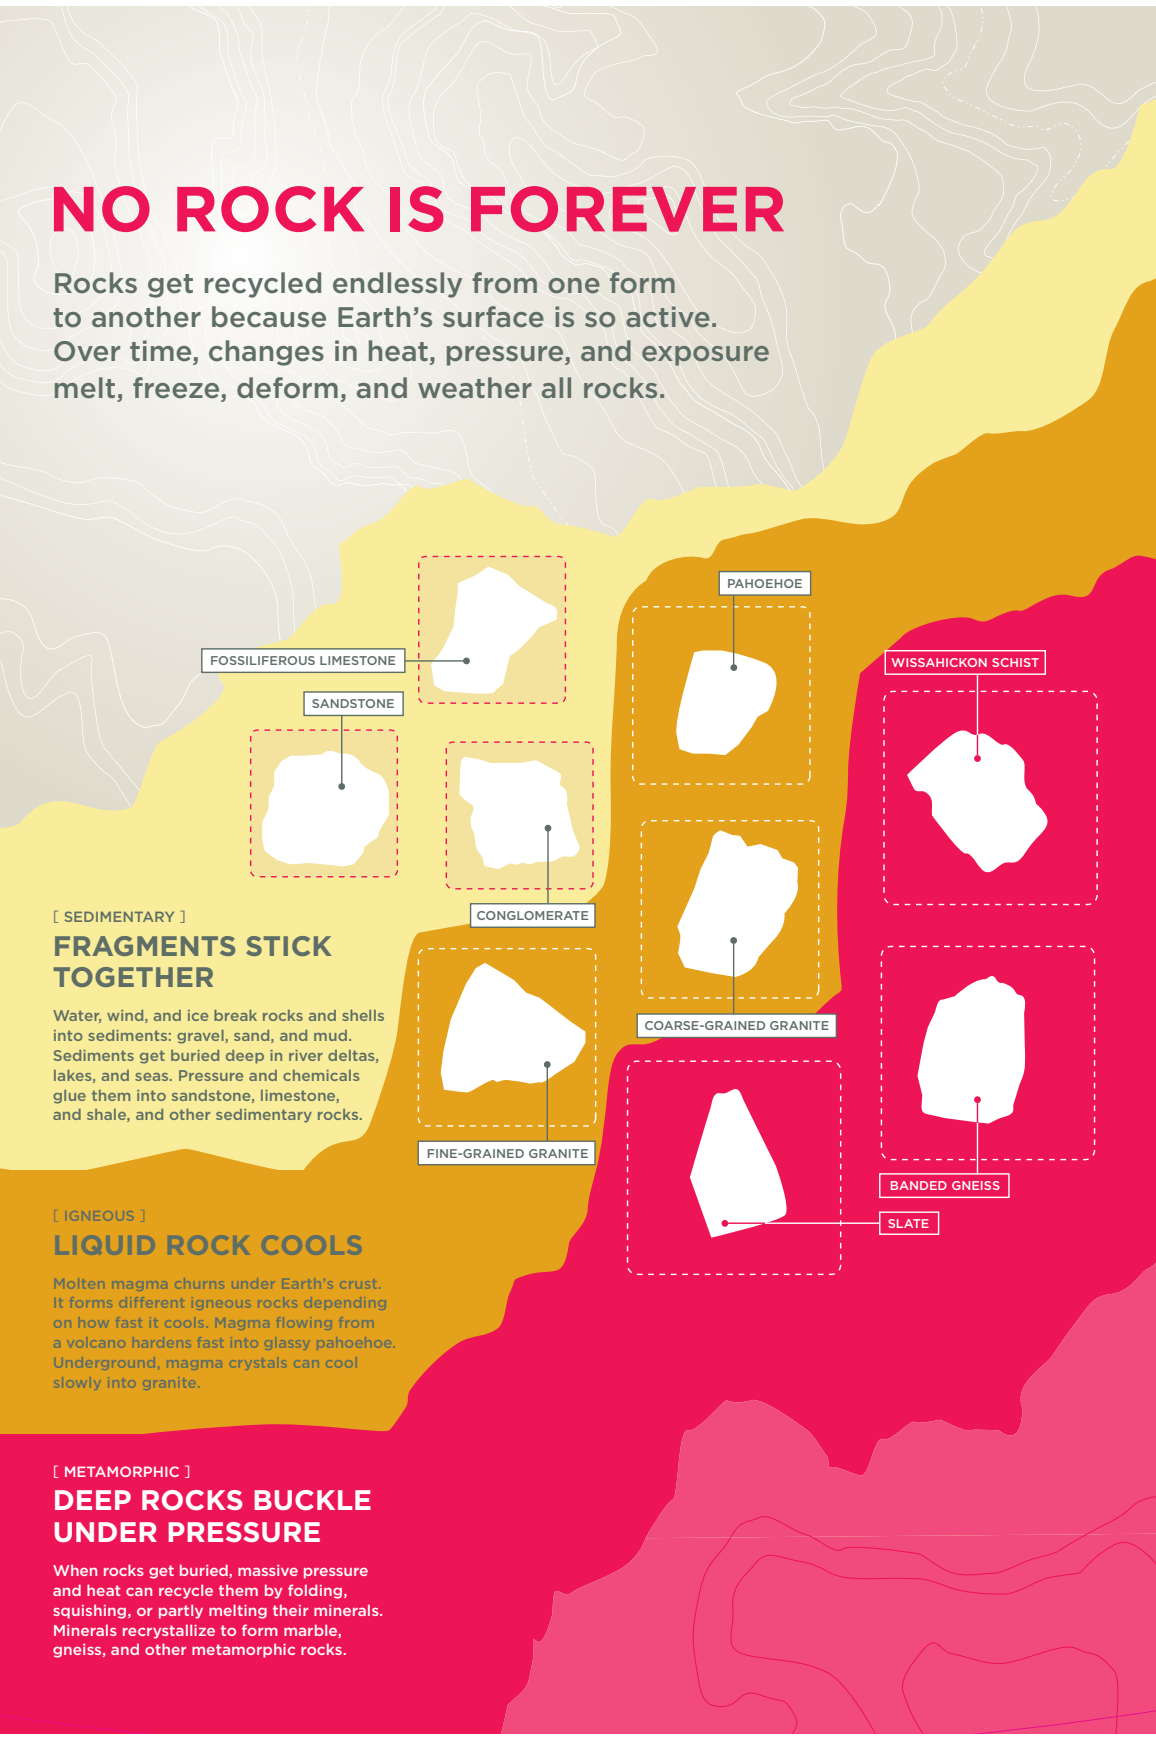 NO ROCK IS FOREVER
Rocks get recycled endlessly from one form
to another because Earth’s surface is so active.
Over time, changes in heat, pressure, and exposure
melt, freeze, deform, and weather all rocks.
PAHOEHOE
FOSSILIFEROUS LIMESTONE
WISSAHICKON SCHIST
SANDSTONE
CONGLOMERATE
COARSE-GRAINED GRANITE
FINE-GRAINED GRANITE
BANDED GNEISS
SLATE
[ SEDIMENTARY ]
FRAGMENTS STICK
TOGETHER
Water, wind, and ice break rocks and shells
into sediments: gravel, sand, and mud.
Sediments get buried deep in river deltas,
lakes, and seas. Pressure and chemicals
glue them into sandstone, limestone,
and shale, and other sedimentary rocks.
[ IGNEOUS ]
LIQUID ROCK COOLS
Molten magma churns under Earth’s crust.
It forms different igneous rocks depending
on how fast it cools. Magma flowing from
a volcano hardens fast into glassy pahoehoe.
Underground, magma crystals can cool
slowly into granite.
[ METAMORPHIC ]
DEEP ROCKS BUCKLE
UNDER PRESSURE
When rocks get buried, massive pressure
and heat can recycle them by folding,
squishing, or partly melting their minerals.
Minerals recrystallize to form marble,
gneiss, and other metamorphic rocks.